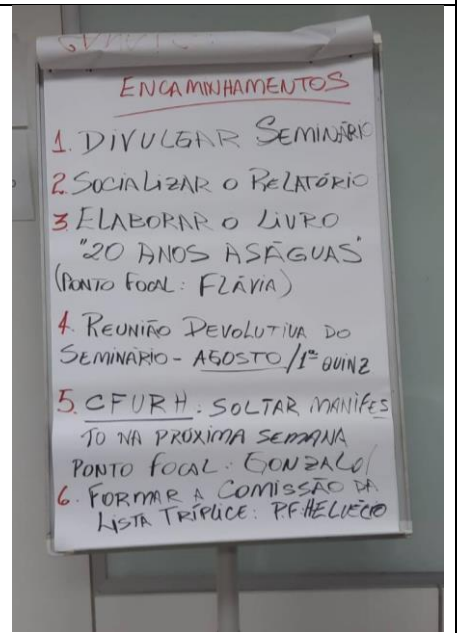 ENCAMINHAMENTOS
1. DIVULGAR SEMINÁRIO
2. SOCIALIZAR O RELATÓRIO
3. ELABORAR O LIVRO
"20 ANOS ASÁGUAS"
(PONTO FOCAL: FLÁVIA)
4. REUNIÃO DEVOLUTIVA DO
SEMINÁRIO - AGOSTO /1ª QUINZ
5. CFURH: SOLTAR MANIFES
TO NA PRÓXIMA SEMANA
PONTO FOCAL: GONZALO/
6. FORMAR A COMISSÃO DA
LISTA TRÍPLICE: P.F. HELVÉCIO